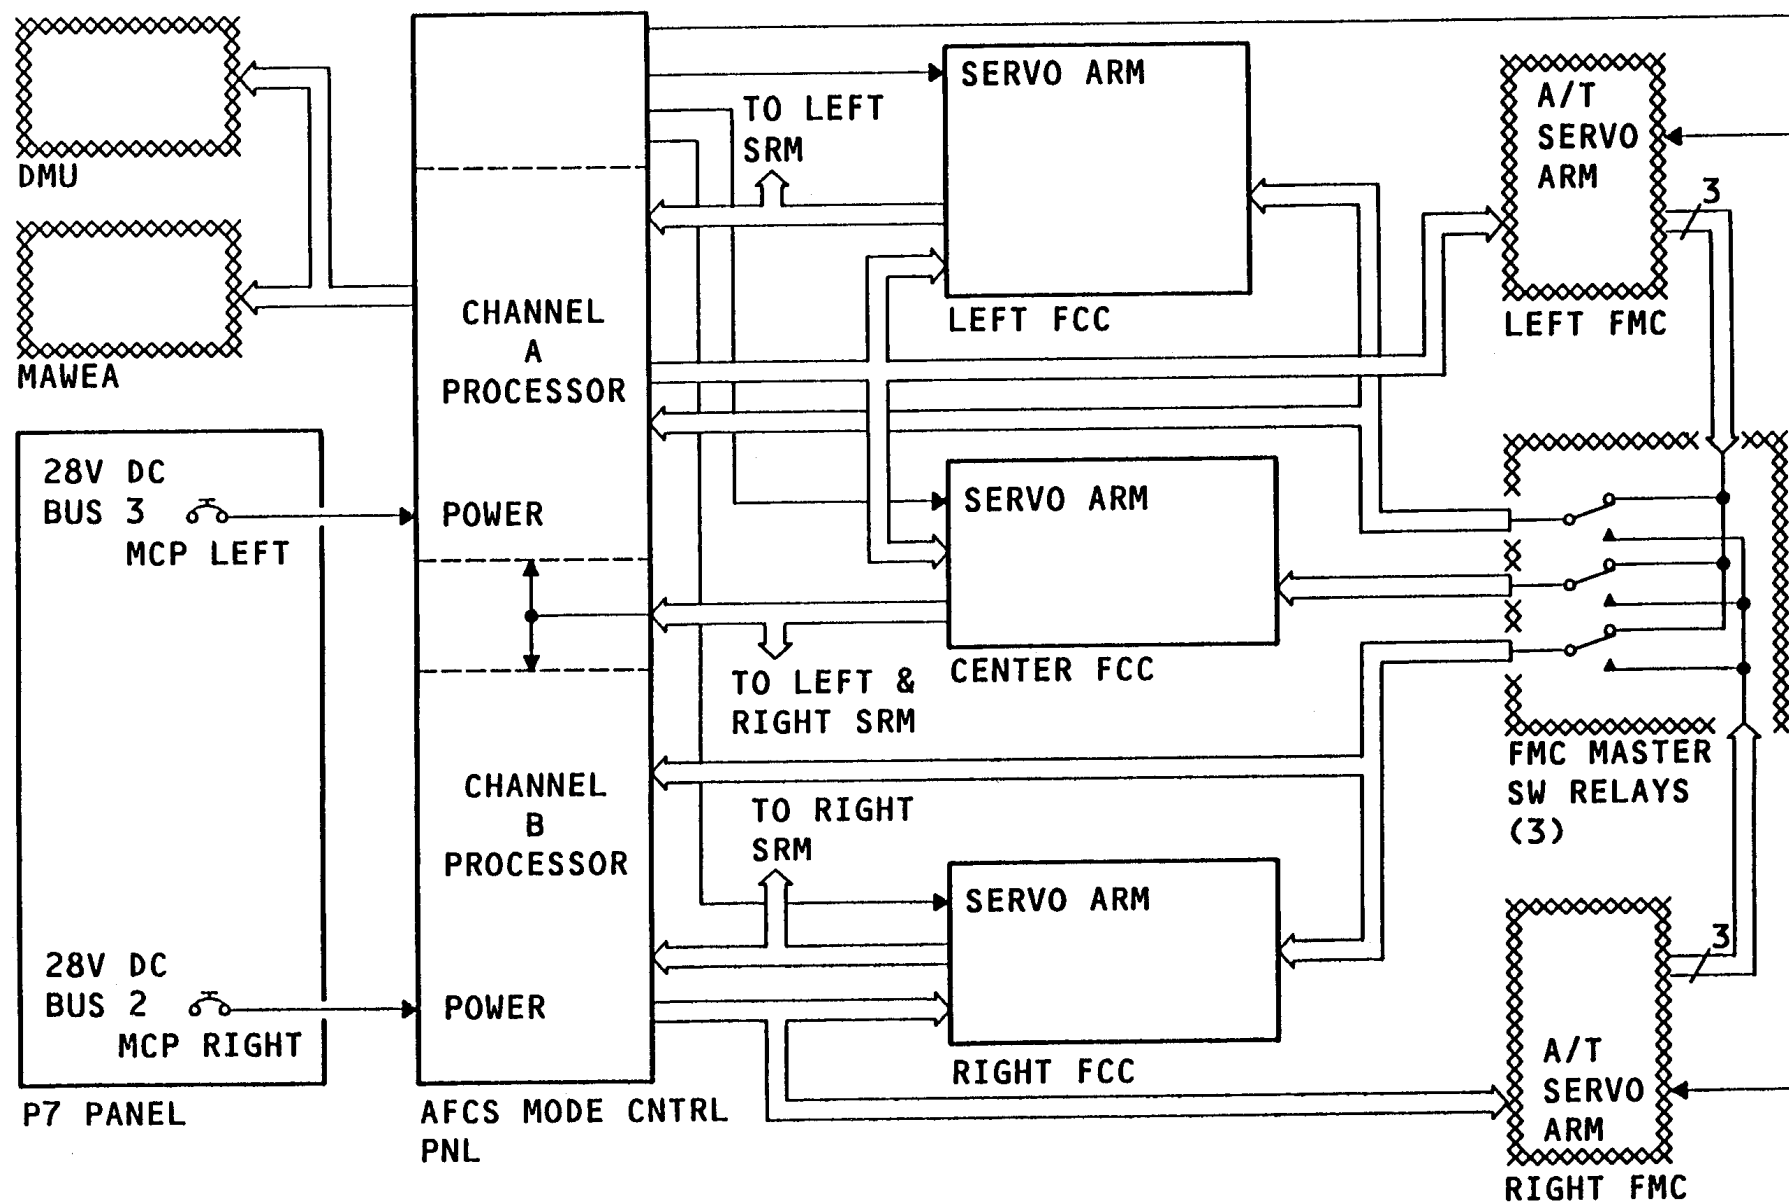 DMU
MAWEA
28V DC
BUS 3
MCP LEFT
28V DC
BUS 2
MCP RIGHT
P7 PANEL
CHANNEL
A
PROCESSOR
POWER
CHANNEL
B
PROCESSOR
POWER
AFCS MODE CNTRL
PNL
SERVO ARM
TO LEFT
SRM
LEFT FCC
SERVO ARM
CENTER FCC
TO LEFT &
RIGHT SRM
TO RIGHT
SRM
SERVO ARM
RIGHT FCC
A/T
SERVO
ARM
3
LEFT FMC
FMC MASTER
SW RELAYS
(3)
3
A/T
SERVO
ARM
RIGHT FMC